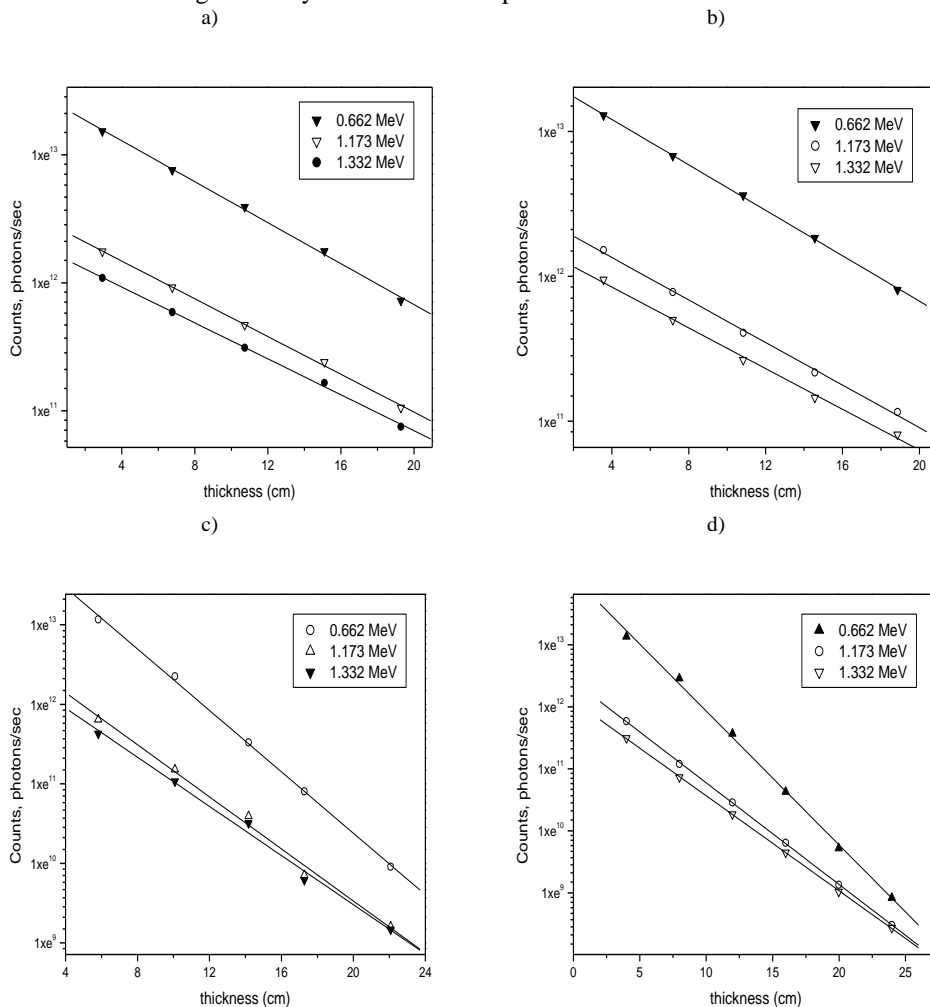 a)
b)
0.662 MeV
1.173 MeV
1.332 MeV
1xe¹³
1xe¹²
1xe¹¹
Counts, photons/sec
4 8 12 16 20
thickness (cm)
0.662 MeV
1.173 MeV
1.332 MeV
1xe¹³
1xe¹²
1xe¹¹
Counts, photons/sec
4 8 12 16 20
thickness (cm)
c)
d)
0.662 MeV
1.173 MeV
1.332 MeV
1xe¹³
1xe¹²
1xe¹¹
1xe¹⁰
1xe⁹
Counts, photons/sec
4 8 12 16 20 24
thickness (cm)
0.662 MeV
1.173 MeV
1.332 MeV
1xe¹³
1xe¹²
1xe¹¹
1xe¹⁰
1xe⁹
Counts, photons/sec
0 5 10 15 20 25
thickness (cm)